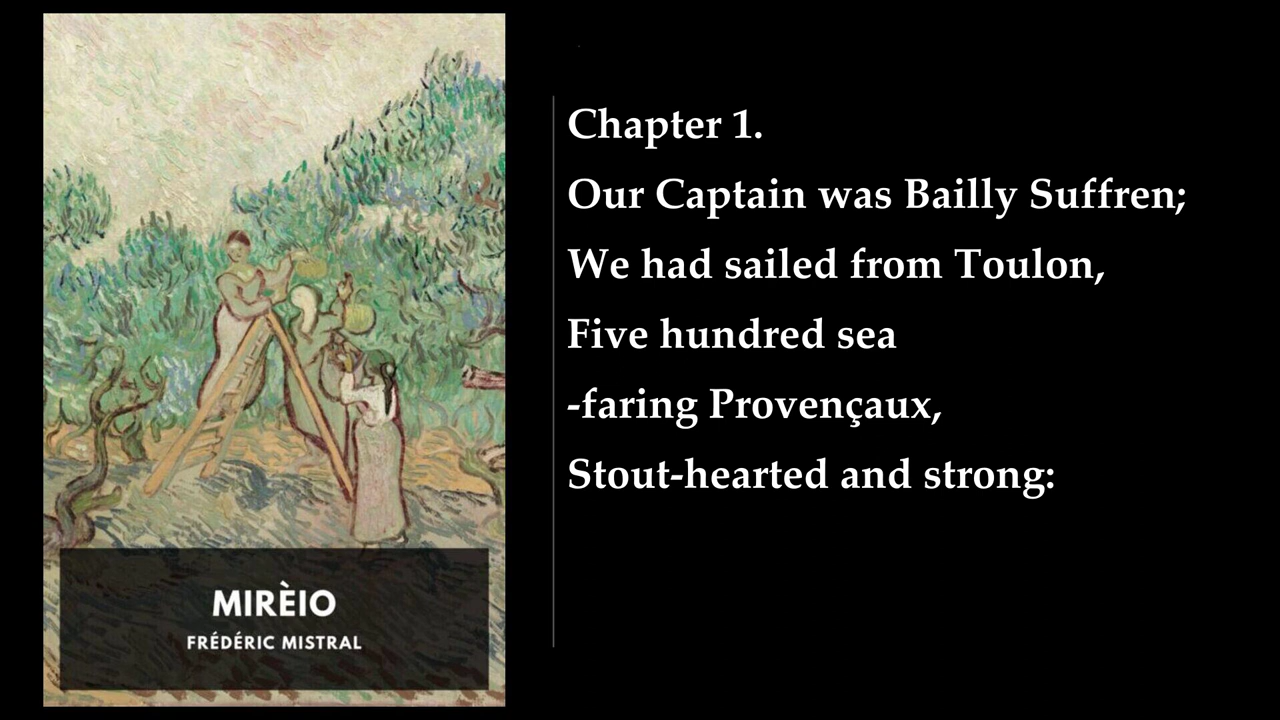 Chapter 1.
Our Captain was Bailly Suffren;
We had sailed from Toulon,
Five hundred sea
-faring Provençaux,
Stout-hearted and strong:
MIRÈIO
FRÉDÉRIC MISTRAL